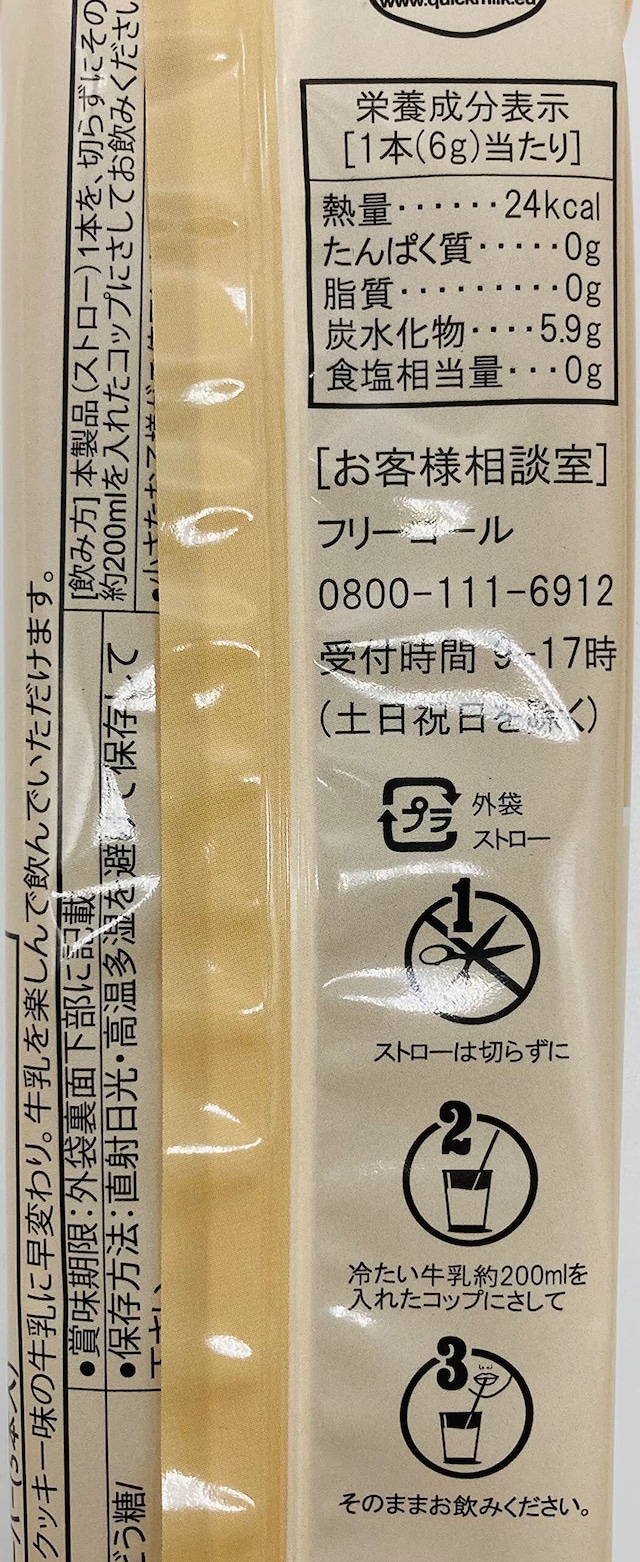 www.quickmilk.eu
栄養成分表示
[1本(6g)当たり]
熱量······24kcal
たんぱく質·····0g
脂質·········0g
炭水化物····5.9g
食塩相当量···0g
[お客様相談室]
フリーコール
0800-111-6912
受付時間 9-17時
(土日祝日を除く)
プラ
外袋
ストロー
1
ストローは切らずに
2
冷たい牛乳約200mlを
入れたコップにさして
3
そのままお飲みください。
クッキー味の牛乳に早変わり。牛乳を楽しんで飲んでいただけます。
[飲み方] 本製品(ストロー)1本を、切らずにその
約200mlを入れたコップにさしてお飲みくださ
●賞味期限:外袋裏面下部に記載
●保存方法:直射日光・高温多湿を避けて保存して
う糖/